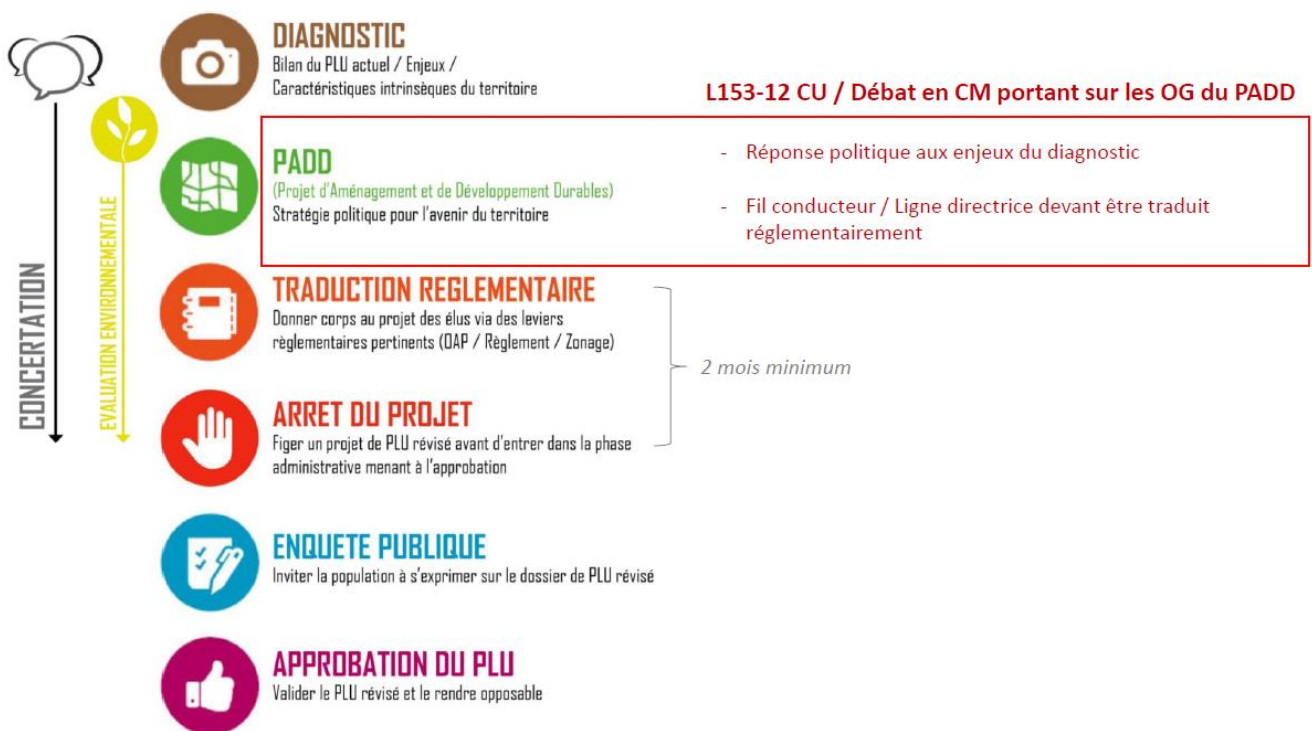 DIAGNOSTIC
Bilan du PLU actuel / Enjeux /
Caractéristiques intrinsèques du territoire
L153-12 CU / Débat en CM portant sur les OG du PADD
PADD
(Projet d'Aménagement et de Développement Durables)
Stratégie politique pour l'avenir du territoire
- Réponse politique aux enjeux du diagnostic
- Fil conducteur / Ligne directrice devant être traduit
réglementairement
CONCERTATION
EVALUATION ENVIRONNEMENTALE
TRADUCTION REGLEMENTAIRE
Donner corps au projet des élus via des leviers
règlementaires pertinents (OAP / Règlement / Zonage)
2 mois minimum
ARRET DU PROJET
Figer un projet de PLU révisé avant d'entrer dans la phase
administrative menant à l'approbation
ENQUETE PUBLIQUE
Inviter la population à s'exprimer sur le dossier de PLU révisé
APPROBATION DU PLU
Valider le PLU révisé et le rendre opposable